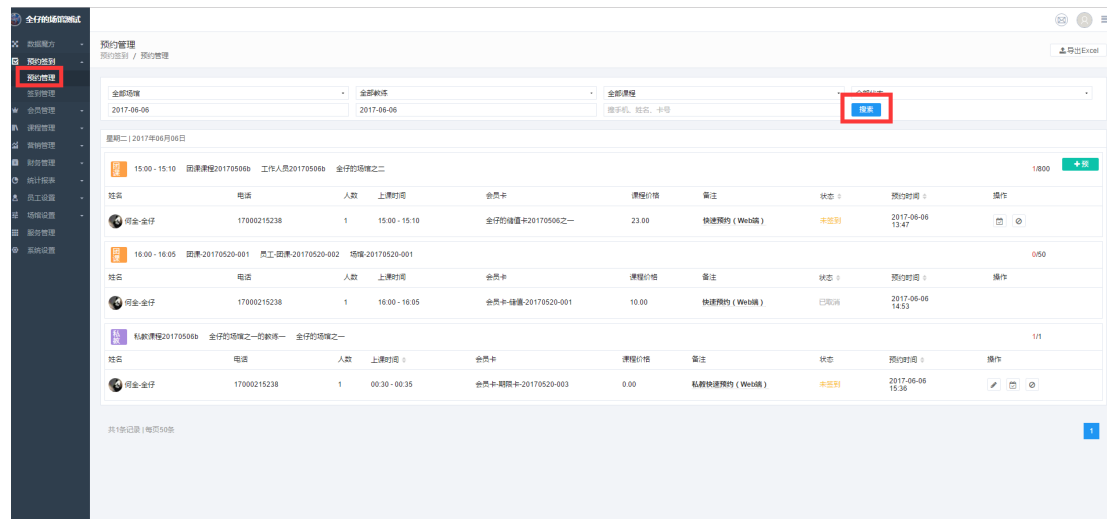 全仔的场馆测试
数据魔方
预约签到
预约管理
签到管理
会员管理
课程管理
营销管理
财务管理
统计报表
员工设置
场馆设置
服务管理
系统设置
预约管理
预约签到 / 预约管理
导出Excel
全部场馆 全部教练 全部课程 全部状态
2017-06-06 2017-06-06 搜手机、姓名、卡号 搜索
星期二 | 2017年06月06日
团课 15:00 - 15:10 团课课程20170506b 工作人员20170506b 全仔的场馆之二 1/800 +预
姓名 电话 人数 上课时间 会员卡 课程价格 备注 状态 预约时间 操作
何全-全仔 17000215238 1 15:00 - 15:10 全仔的储值卡20170506之一 23.00 快速预约 ( Web端 ) 未签到 2017-06-06 13:47
团课 16:00 - 16:05 团课-20170520-001 员工-团课-20170520-002 场馆-20170520-001 0/50
姓名 电话 人数 上课时间 会员卡 课程价格 备注 状态 预约时间 操作
何全-全仔 17000215238 1 16:00 - 16:05 会员卡-储值-20170520-001 10.00 快速预约 ( Web端 ) 已取消 2017-06-06 14:53
私教 私教课程20170506b 全仔的场馆之一的教练一 全仔的场馆之一 1/1
姓名 电话 人数 上课时间 会员卡 课程价格 备注 状态 预约时间 操作
何全-全仔 17000215238 1 00:30 - 00:35 会员卡-期限卡-20170520-003 0.00 私教快速预约 ( Web端 ) 未签到 2017-06-06 15:36
共1条记录 | 每页50条
1